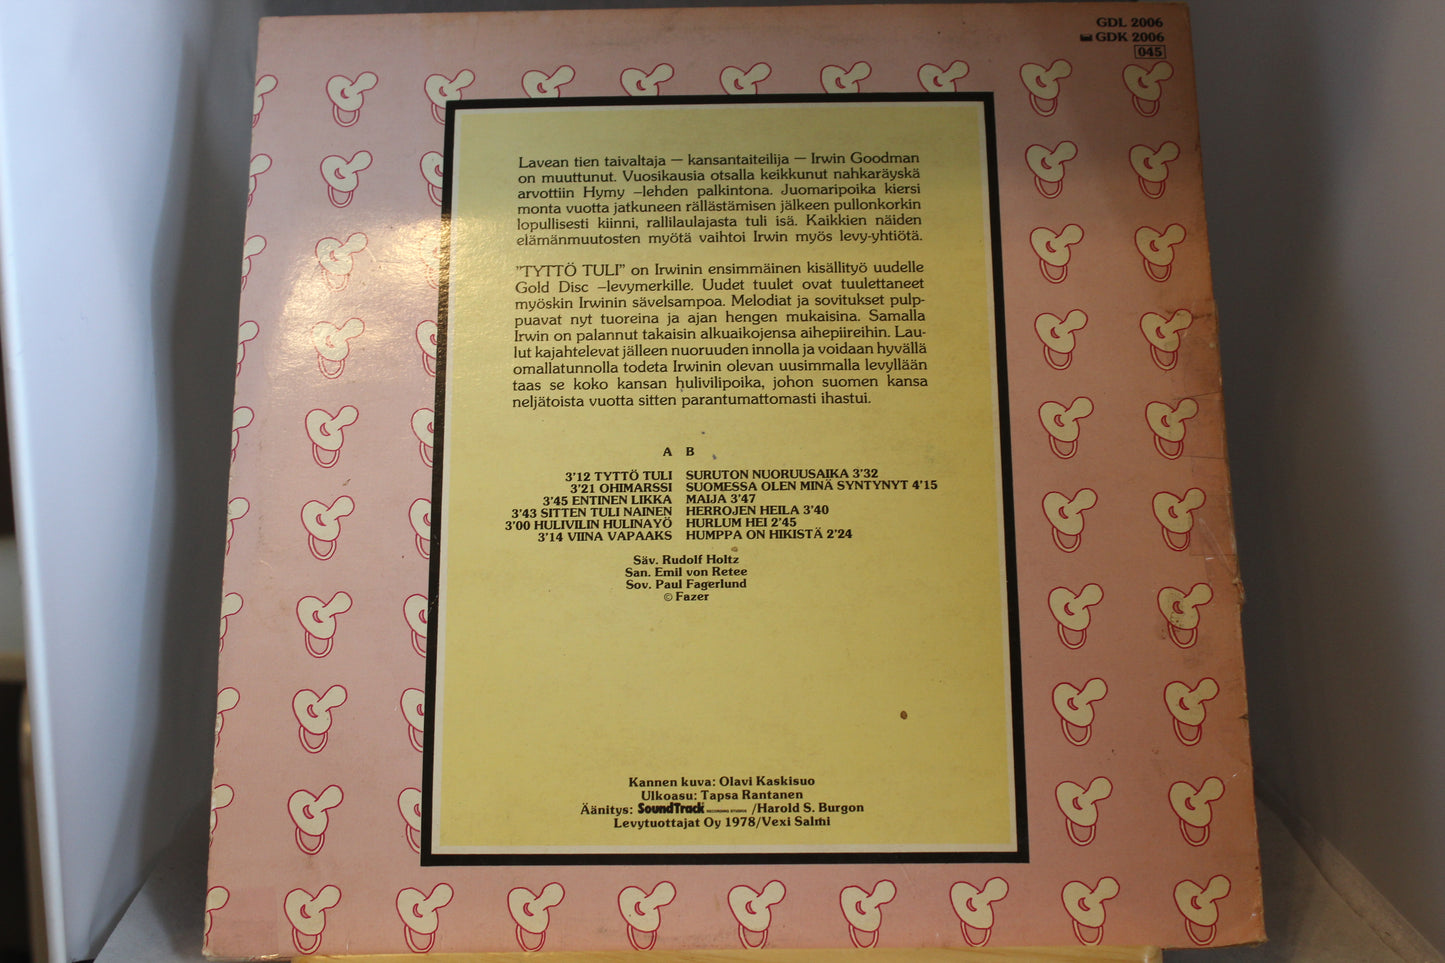 GDL 2006
GDK 2006
045
Lavean tien taivaltaja — kansantaiteilija — Irwin Goodman
on muuttunut. Vuosikausia otsalla keikkunut nahkaräyskä
arvottiin Hymy –lehden palkintona. Juomaripoika kiersi
monta vuotta jatkuneen rällästämisen jälkeen pullonkorkin
lopullisesti kiinni, rallilaulajasta tuli isä. Kaikkien näiden
elämänmuutosten myötä vaihtoi Irwin myös levy-yhtiötä.
"TYTTÖ TULI" on Irwinin ensimmäinen kisällityö uudelle
Gold Disc –levymerkille. Uudet tuulet ovat tuulettaneet
myöskin Irwinin sävelsampoa. Melodiat ja sovitukset pulp-
puavat nyt tuoreina ja ajan hengen mukaisina. Samalla
Irwin on palannut takaisin alkuaikojensa aihepiireihin. Lau-
lut kajahtelevat jälleen nuoruuden innolla ja voidaan hyvällä
omallatunnolla todeta Irwinin olevan uusimmalla levyllään
taas se koko kansan hulivilipoika, johon suomen kansa
neljätoista vuotta sitten parantumattomasti ihastui.
A B
3'12 TYTTÖ TULI SURUTON NUORUUSAIKA 3'32
3'21 OHIMARSSI SUOMESSA OLEN MINÄ SYNTYNYT 4'15
3'45 ENTINEN LIKKA MAIJA 3'47
3'43 SITTEN TULI NAINEN HERROJEN HEILA 3'40
3'00 HULIVILIN HULINAYÖ HURLUM HEI 2'45
3'14 VIINA VAPAAKS HUMPPA ON HIKISTÄ 2'24
Säv. Rudolf Holtz
San. Emil von Retee
Sov. Paul Fagerlund
© Fazer
Kannen kuva: Olavi Kaskisuo
Ulkoasu: Tapsa Rantanen
Äänitys: SoundTrack RECORDING STUDIOS /Harold S. Burgon
Levytuottajat Oy 1978/Vexi Salmi